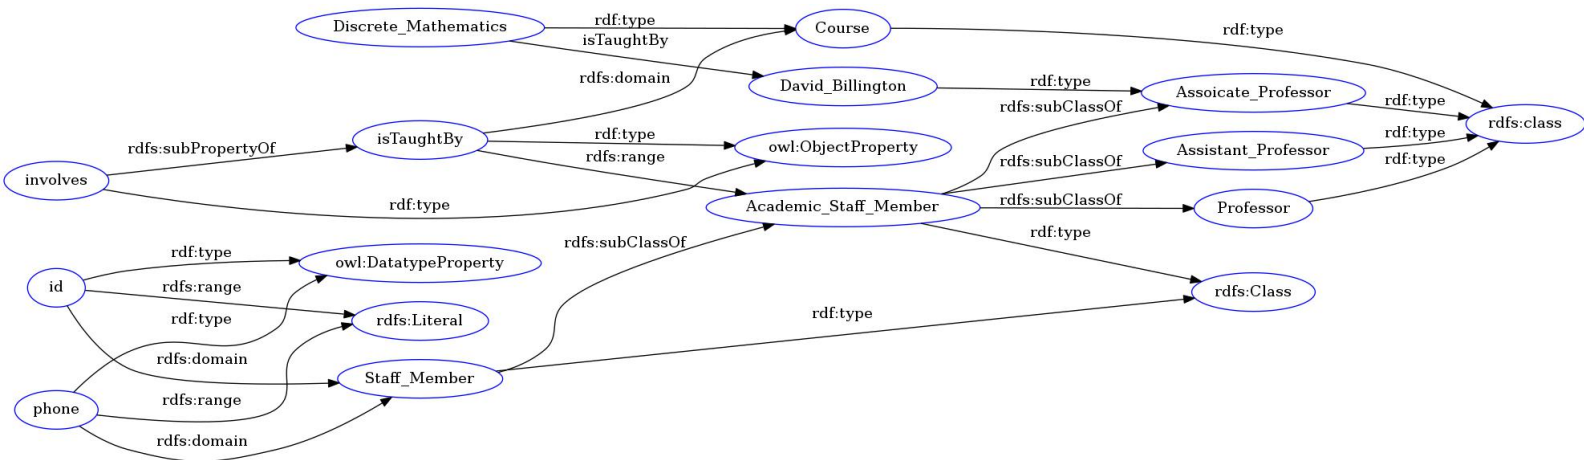 Discrete_Mathematics
rdf:type
Course
rdf:type
isTaughtBy
rdfs:domain
David_Billington
rdf:type
Assoicate_Professor
rdf:type
rdfs:class
rdfs:subClassOf
rdfs:subPropertyOf
isTaughtBy
rdf:type
owl:ObjectProperty
rdfs:range
rdfs:subClassOf
Assistant_Professor
rdf:type
rdf:type
involves
rdf:type
Academic_Staff_Member
rdfs:subClassOf
Professor
rdf:type
rdfs:subClassOf
rdf:type
owl:DatatypeProperty
id
rdfs:range
rdfs:Class
rdf:type
rdfs:Literal
rdf:type
rdfs:domain
Staff_Member
rdfs:range
phone
rdfs:domain